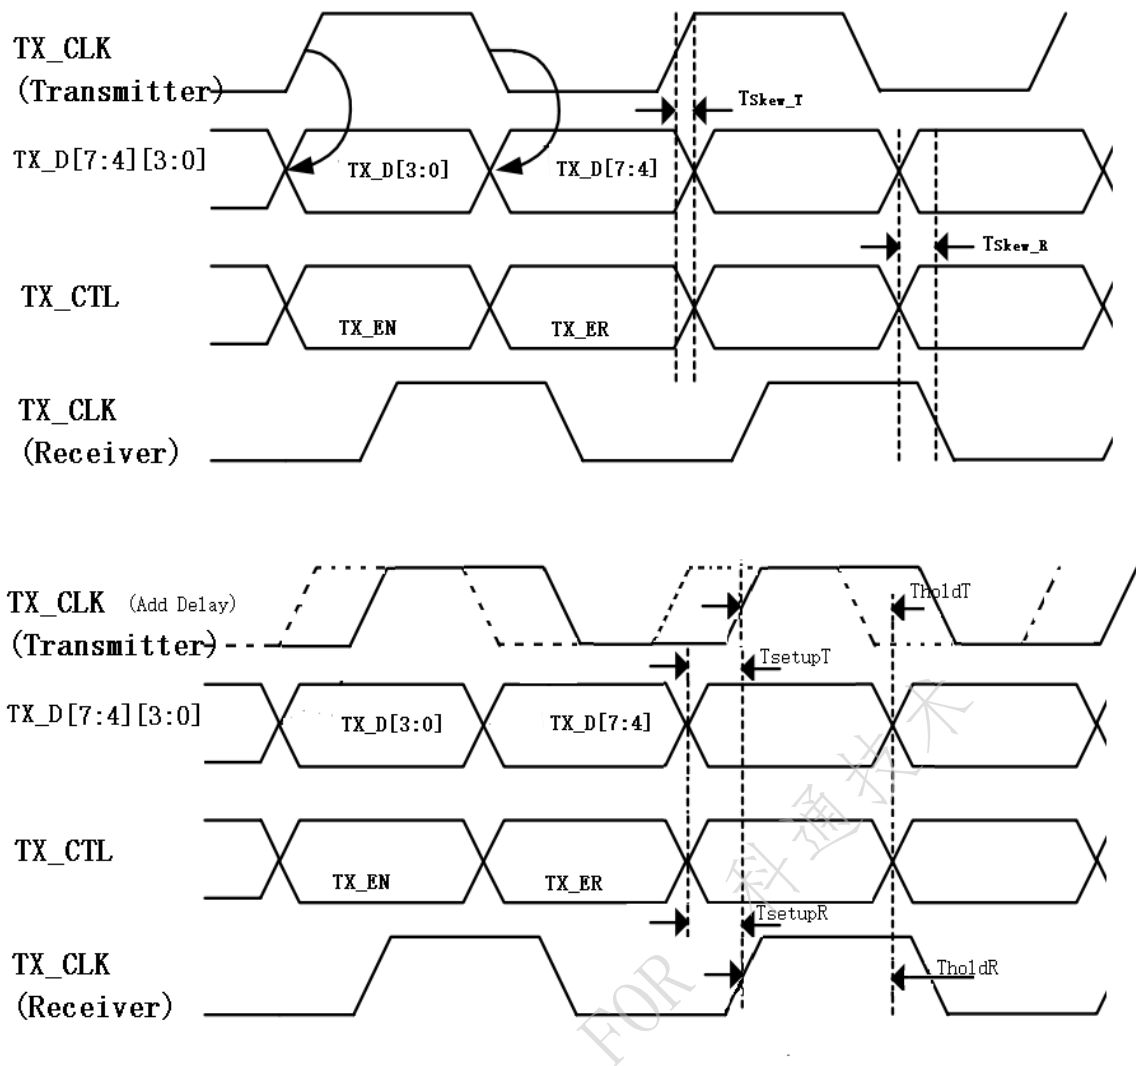 TX_CLK
(Transmitter)
Tskew_T
TX_D[7:4][3:0]
TX_D[3:0]
TX_D[7:4]
Tskew_R
TX_CTL
TX_EN
TX_ER
TX_CLK
(Receiver)
TX_CLK (Add Delay)
(Transmitter)
TholdT
TsetupT
TX_D[7:4][3:0]
TX_D[3:0]
TX_D[7:4]
TX_CTL
TX_EN
TX_ER
TsetupR
TX_CLK
(Receiver)
TholdR
FOR 科通技术